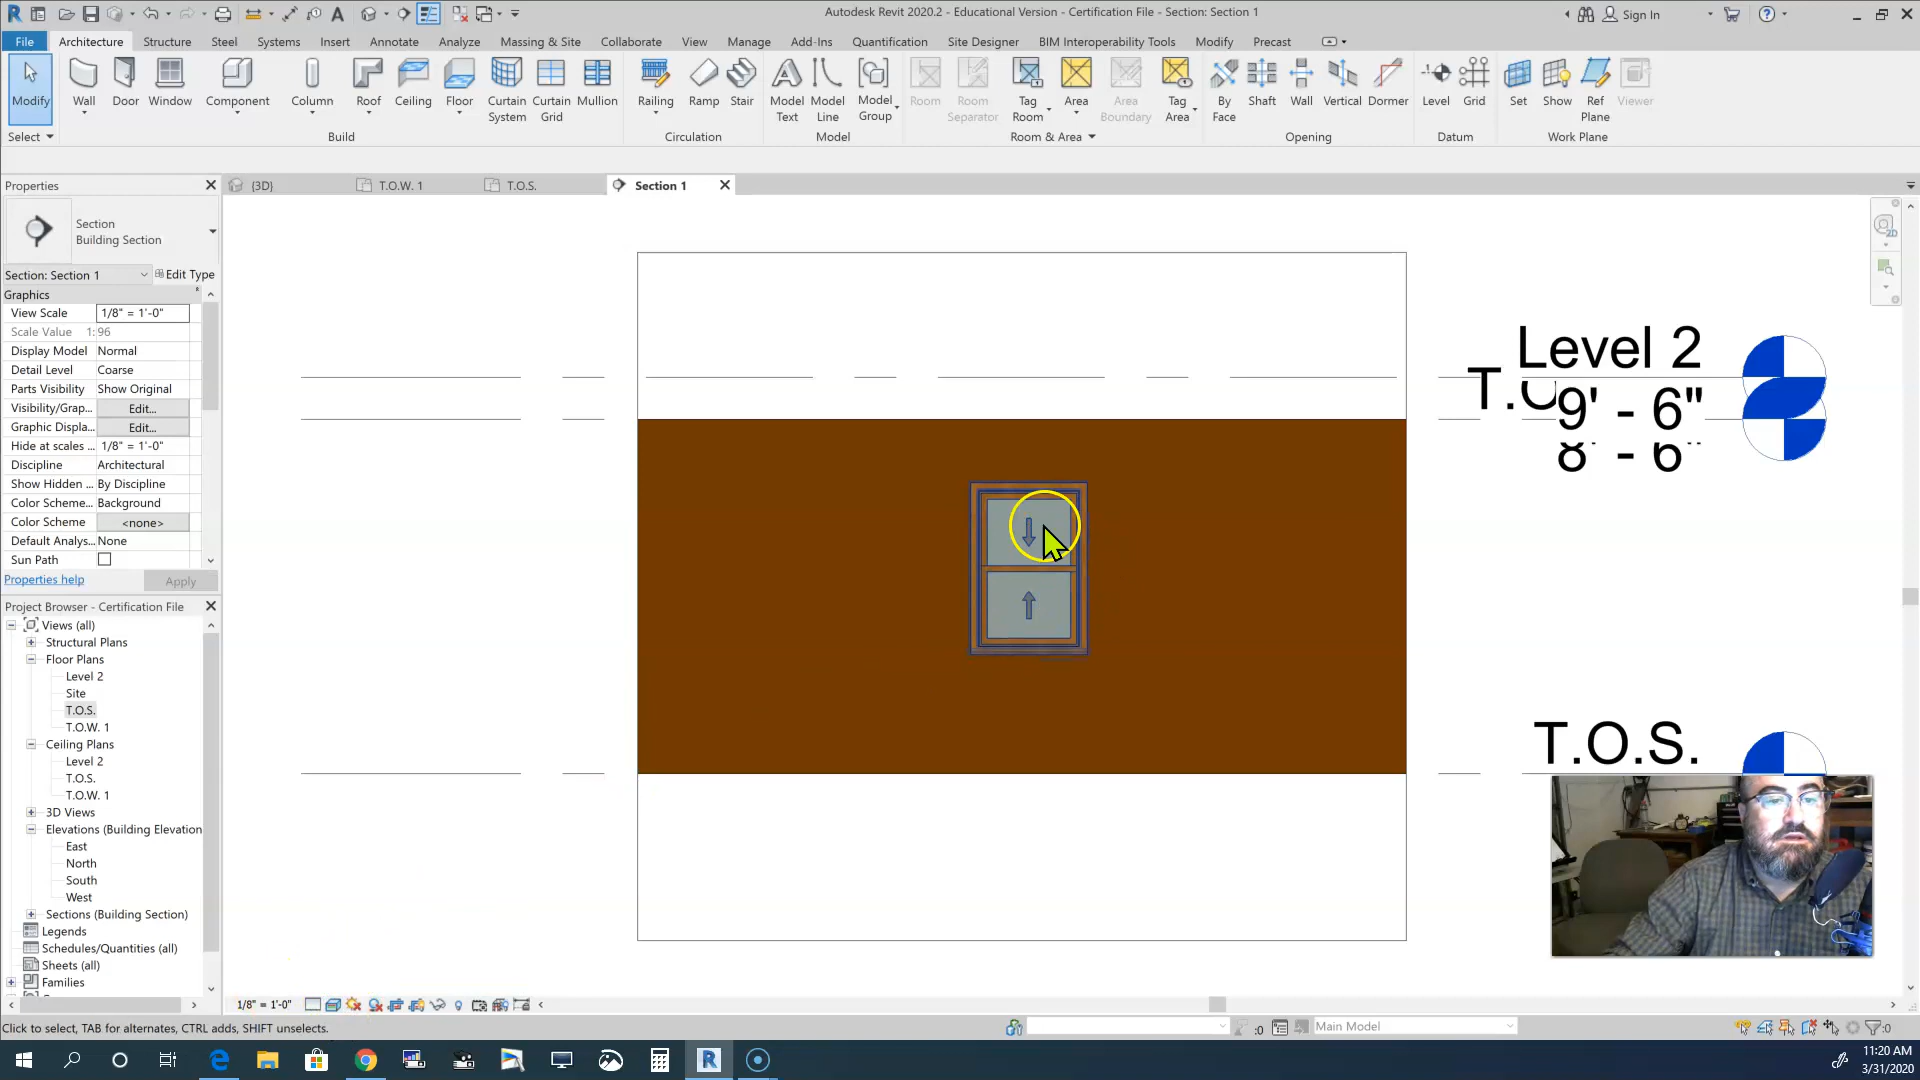 Autodesk Revit 2020.2 - Educational Version - Certification File - Section: Section 1
Sign In
File Architecture Structure Steel Systems Insert Annotate Analyze Massing & Site Collaborate View Manage Add-Ins Quantification Site Designer BIM Interoperability Tools Modify Precast
Modify Wall Door Window Component Column Roof Ceiling Floor Curtain System Curtain Grid Mullion Railing Ramp Stair Model Text Model Line Model Group Room Room Separator Tag Room Area Area Boundary Tag Area By Face Shaft Wall Vertical Dormer Level Grid Set Show Ref Plane Viewer
Select Build Circulation Model Room & Area Opening Datum Work Plane
Properties
{3D} T.O.W. 1 T.O.S. Section 1
Section
Building Section
Section: Section 1 Edit Type
Graphics
View Scale 1/8" = 1'-0"
Scale Value 1: 96
Display Model Normal
Detail Level Coarse
Parts Visibility Show Original
Visibility/Grap... Edit...
Graphic Displa... Edit...
Hide at scales ... 1/8" = 1'-0"
Discipline Architectural
Show Hidden ... By Discipline
Color Scheme... Background
Color Scheme <none>
Default Analys... None
Sun Path
Properties help Apply
Project Browser - Certification File
Views (all)
Structural Plans
Floor Plans
Level 2
Site
T.O.S.
T.O.W. 1
Ceiling Plans
Level 2
T.O.S.
T.O.W. 1
3D Views
Elevations (Building Elevation
East
North
South
West
Sections (Building Section)
Legends
Schedules/Quantities (all)
Sheets (all)
Families
Level 2
9' - 6"
8' - 6"
T.O.S.
1/8" = 1'-0"
Click to select, TAB for alternates, CTRL adds, SHIFT unselects.
:0
Main Model
:0
11:20 AM
3/31/2020